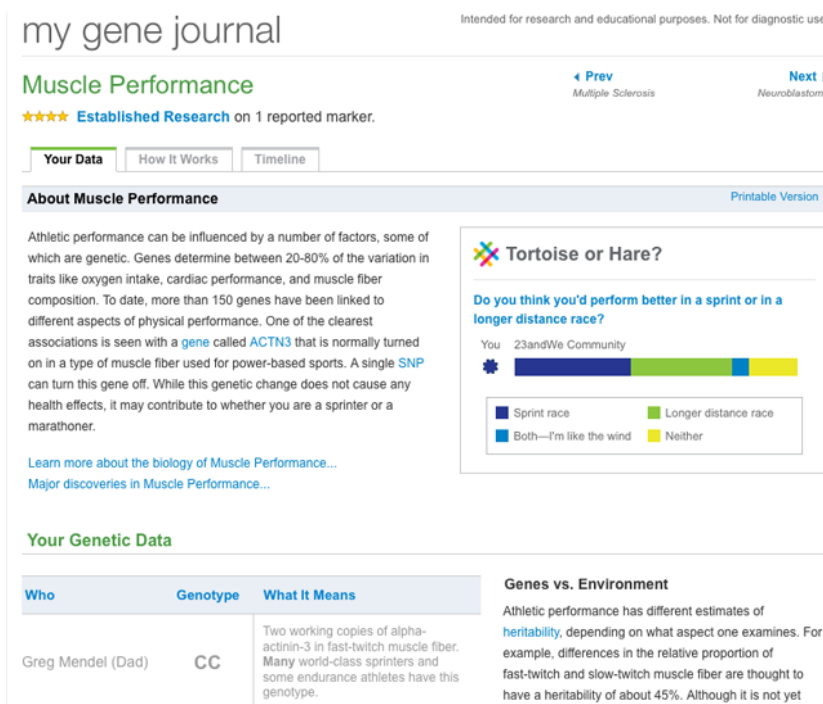 my gene journal
Intended for research and educational purposes. Not for diagnostic use
Muscle Performance
Prev
Next
Multiple Sclerosis
Neuroblastom
Established Research on 1 reported marker.
Your Data
How It Works
Timeline
About Muscle Performance
Printable Version
Athletic performance can be influenced by a number of factors, some of
which are genetic. Genes determine between 20-80% of the variation in
traits like oxygen intake, cardiac performance, and muscle fiber
composition. To date, more than 150 genes have been linked to
different aspects of physical performance. One of the clearest
associations is seen with a gene called ACTN3 that is normally turned
on in a type of muscle fiber used for power-based sports. A single SNP
can turn this gene off. While this genetic change does not cause any
health effects, it may contribute to whether you are a sprinter or a
marathoner.
Learn more about the biology of Muscle Performance...
Major discoveries in Muscle Performance...
Tortoise or Hare?
Do you think you'd perform better in a sprint or in a
longer distance race?
You 23andWe Community
Sprint race
Longer distance race
Both—I'm like the wind
Neither
Your Genetic Data
Who
Genotype
What It Means
Greg Mendel (Dad)
CC
Two working copies of alpha-
actinin-3 in fast-twitch muscle fiber.
Many world-class sprinters and
some endurance athletes have this
genotype.
Genes vs. Environment
Athletic performance has different estimates of
heritability, depending on what aspect one examines. For
example, differences in the relative proportion of
fast-twitch and slow-twitch muscle fiber are thought to
have a heritability of about 45%. Although it is not yet